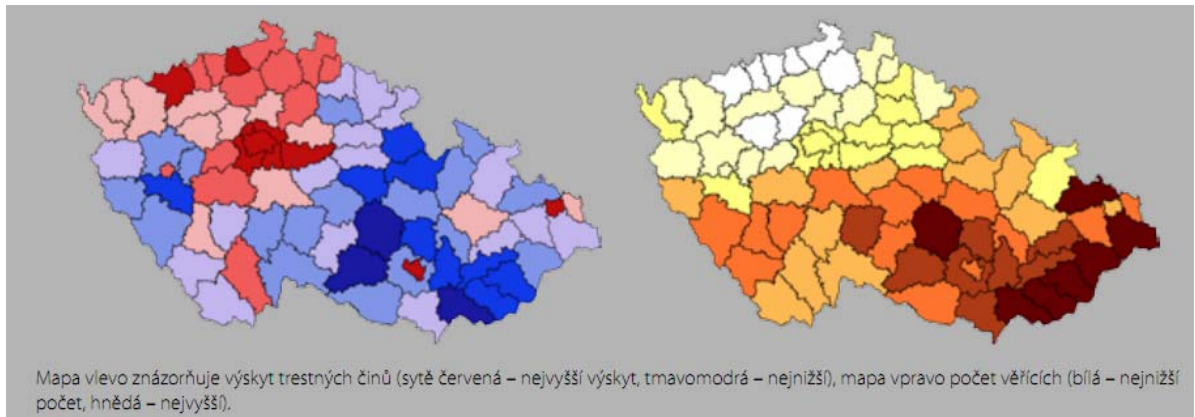 Mapa vlevo znázorňuje výskyt trestných činů (sytě červená – nejvyšší výskyt, tmavomodrá – nejnižší), mapa vpravo počet věřících (bílá – nejnižší
počet, hnědá – nejvyšší).